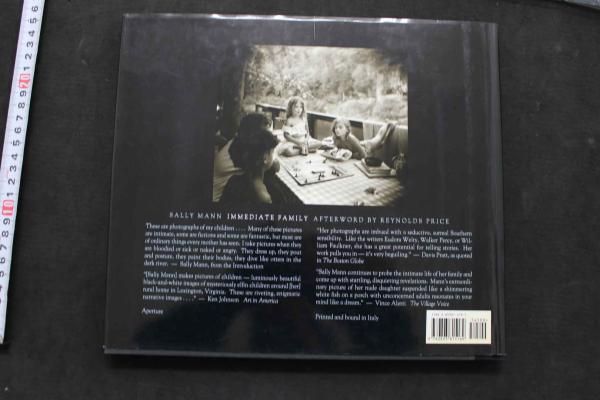 SALLY MANN IMMEDIATE FAMILY AFTERWORD BY REYNOLDS PRICE
These are photographs of my children . . . . Many of these pictures
are intimate, some are fictions and some are fantastic, but most are
of ordinary things every mother has seen. I take pictures when they
are bloodied or sick or naked or angry. They dress up, they pout
and posture, they paint their bodies, they dive like otters in the
dark river. — Sally Mann, from the Introduction
"[Sally Mann] makes pictures of children — luminously beautiful
black-and-white images of mysteriously elfin children around [her]
rural home in Lexington, Virginia. These are riveting, enigmatic
narrative images . . . ." — Ken Johnson Art in America
Aperture
"Her photographs are imbued with a seductive, surreal Southern
sensibility. Like the writers Eudora Welty, Walker Percy, or Wil-
liam Faulkner, she has a great potential for telling stories. Her
work pulls you in — it's very beguiling." — Davis Pratt, as quoted
in The Boston Globe
"Sally Mann continues to probe the intimate life of her family and
come up with startling, disquieting revelations. Mann's extraordi-
nary picture of her nude daughter suspended like a shimmering
white fish on a porch with unconcerned adults resonates in your
mind like a dream." — Vince Aletti The Village Voice
Printed and bound in Italy